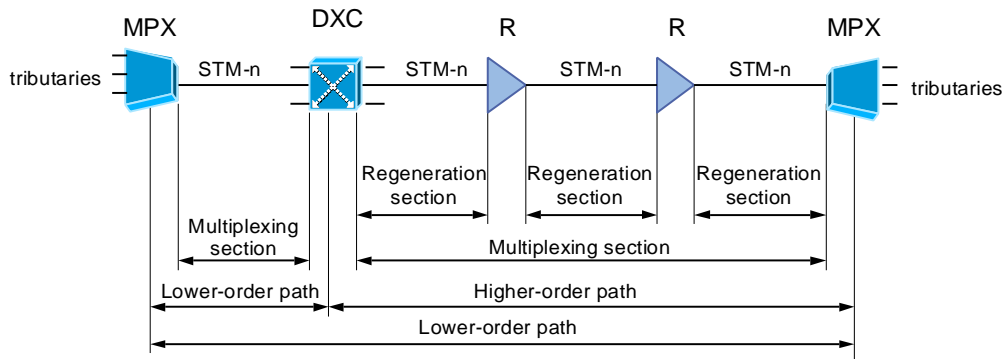 MPX DXC R R MPX
tributaries STM-n STM-n STM-n STM-n tributaries
Regeneration section
Regeneration section
Regeneration section
Multiplexing section
Multiplexing section
Lower-order path Higher-order path
Lower-order path